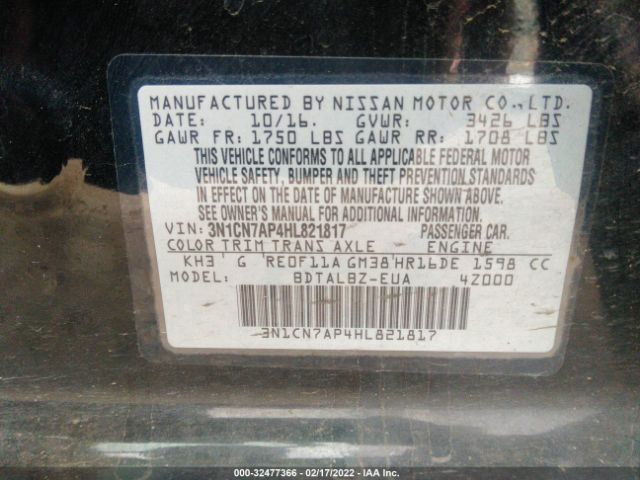 MANUFACTURED BY NISSAN MOTOR CO., LTD.
DATE: 10/16. GVWR: 3426 LBS
GAWR FR: 1750 LBS GAWR RR: 1708 LBS
THIS VEHICLE CONFORMS TO ALL APPLICABLE FEDERAL MOTOR
VEHICLE SAFETY, BUMPER AND THEFT PREVENTION STANDARDS
IN EFFECT ON THE DATE OF MANUFACTURE SHOWN ABOVE.
SEE OWNER'S MANUAL FOR ADDITIONAL INFORMATION.
VIN: 3N1CN7AP4HL821817 PASSENGER CAR.
COLOR TRIM TRANS AXLE ENGINE
KH3 G RE0F11A GM38 HR16DE 1598 CC
MODEL: BDTALBZ-EUA 4Z000
3N1CN7AP4HL821817
000-32477366 - 02/17/2022 - IAA Inc.